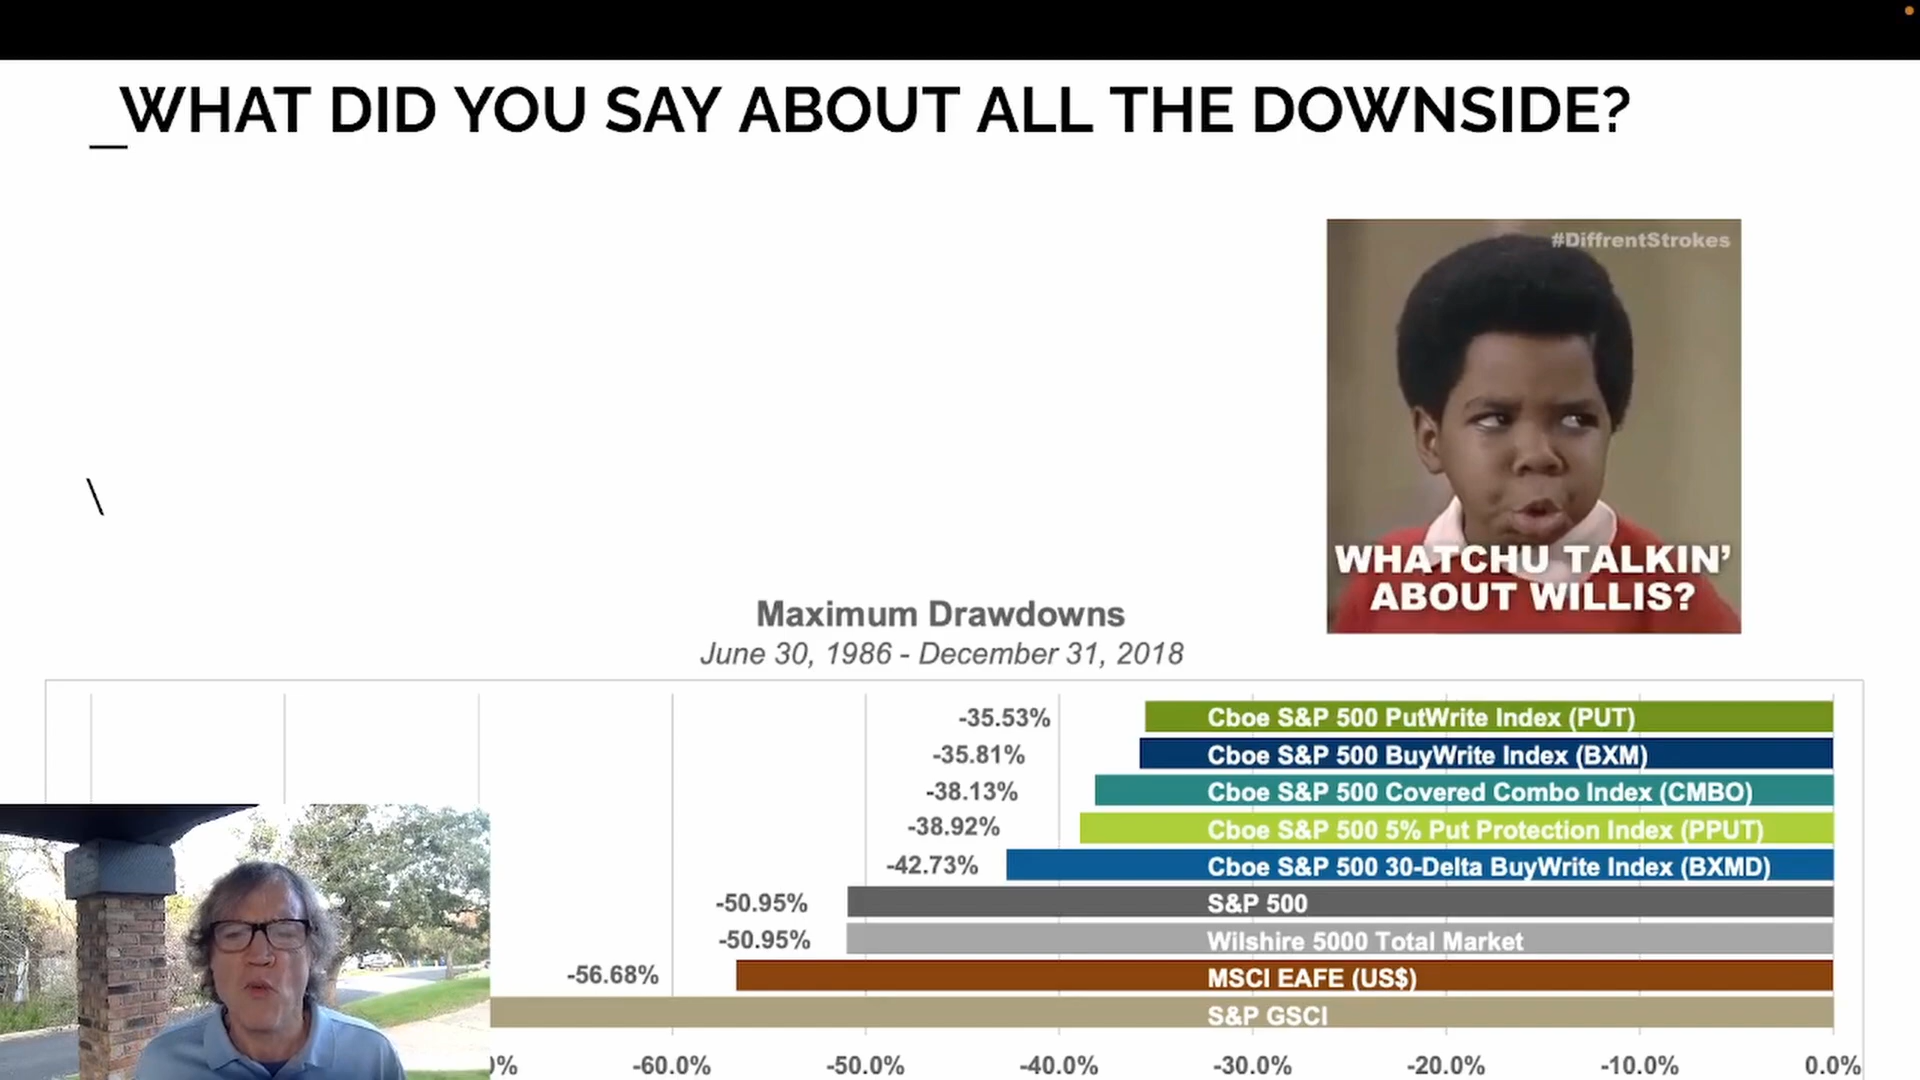 _WHAT DID YOU SAY ABOUT ALL THE DOWNSIDE?
#DiffrentStrokes
\
WHATCHU TALKIN’
ABOUT WILLIS?
Maximum Drawdowns
June 30, 1986 - December 31, 2018
-35.53% Cboe S&P 500 PutWrite Index (PUT)
-35.81% Cboe S&P 500 BuyWrite Index (BXM)
-38.13% Cboe S&P 500 Covered Combo Index (CMBO)
-38.92% Cboe S&P 500 5% Put Protection Index (PPUT)
-42.73% Cboe S&P 500 30-Delta BuyWrite Index (BXMD)
-50.95% S&P 500
-50.95% Wilshire 5000 Total Market
-56.68% MSCI EAFE (US$)
S&P GSCI
-60.0% -50.0% -40.0% -30.0% -20.0% -10.0% 0.0%